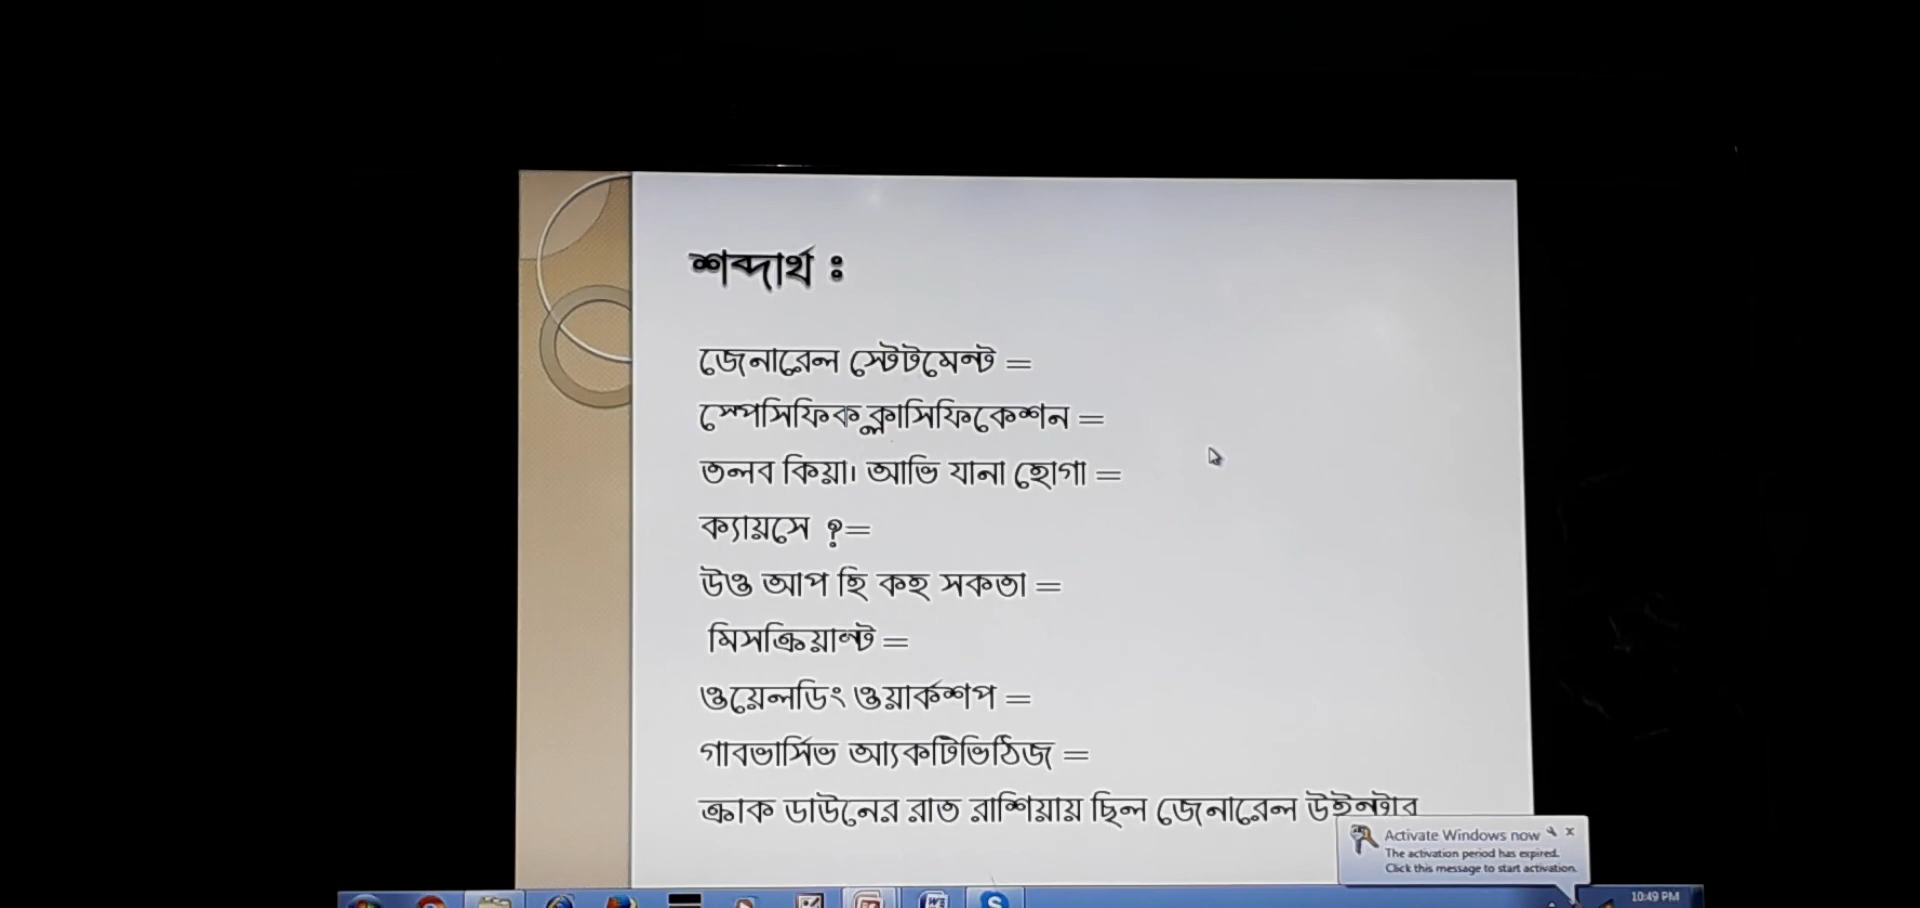 শব্দার্থ :
জেনারেল স্টেটমেন্ট =
স্পেসিফিক ক্লাসিফিকেশন =
তলব কিয়া। আভি যানা হোগা =
ক্যায়সে ?=
উও আপ হি কহ সকতা =
মিসক্রিয়ান্ট =
ওয়েলডিং ওয়ার্কশপ =
গাবভার্সিভ অ্যাকটিভিঠিজ =
ক্রাক ডাউনের রাত রাশিয়ায় ছিল জেনারেল উইনটার
Activate Windows now
The activation period has expired.
Click this message to start activation.
10:49 PM